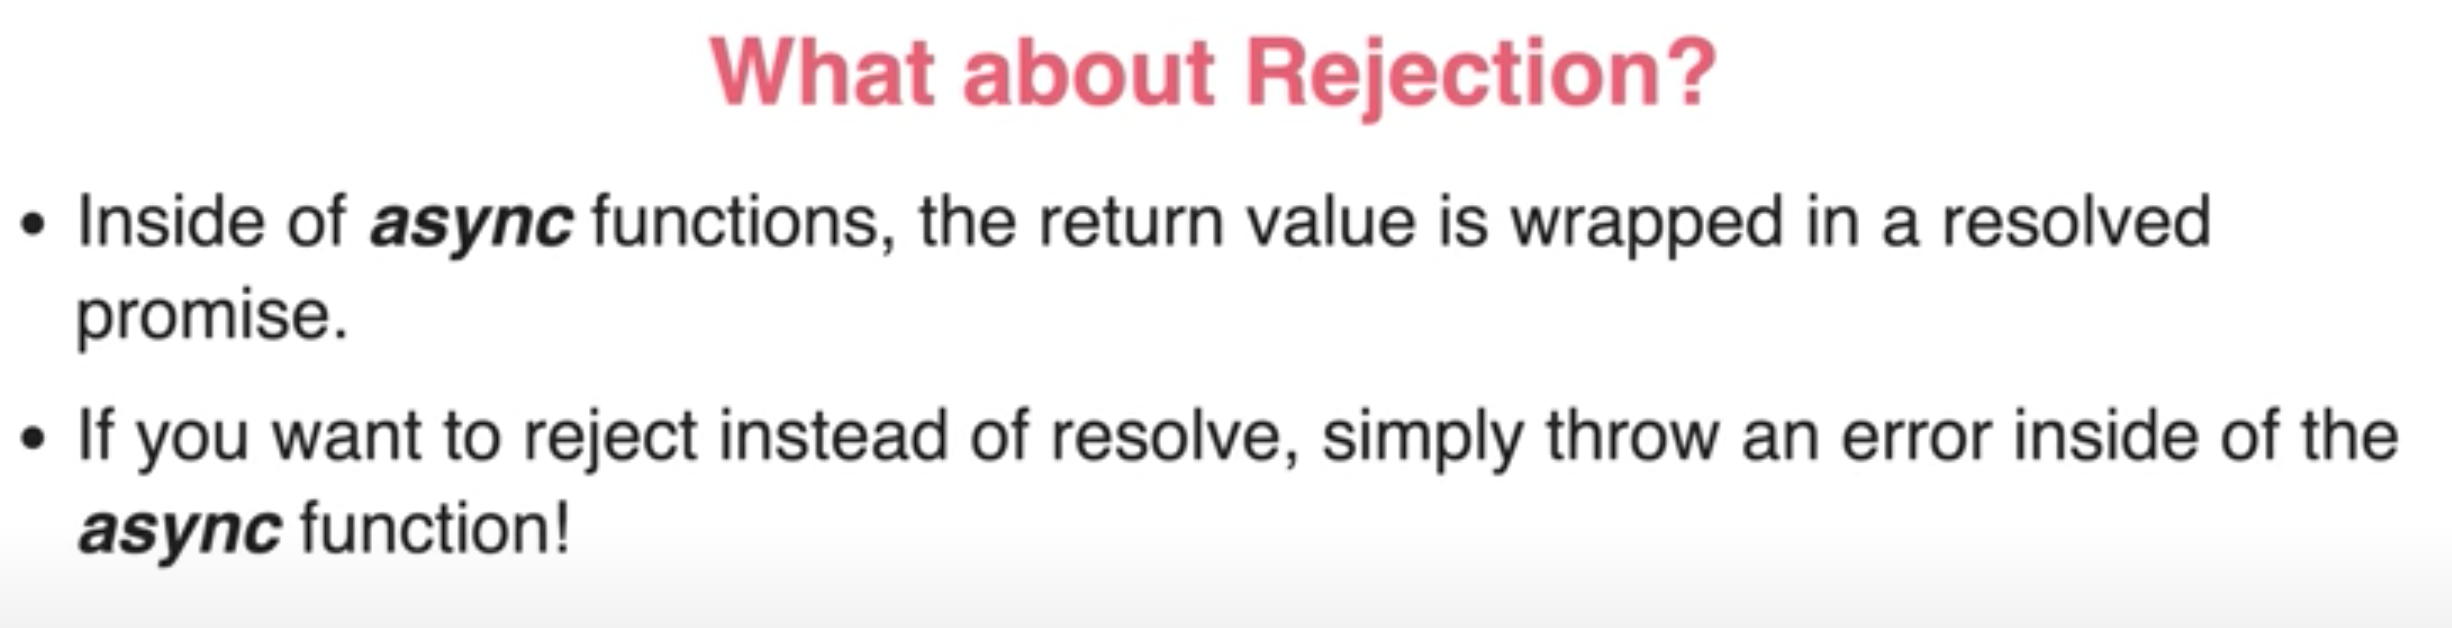 What about Rejection?
• Inside of async functions, the return value is wrapped in a resolved
promise.
• If you want to reject instead of resolve, simply throw an error inside of the
async function!